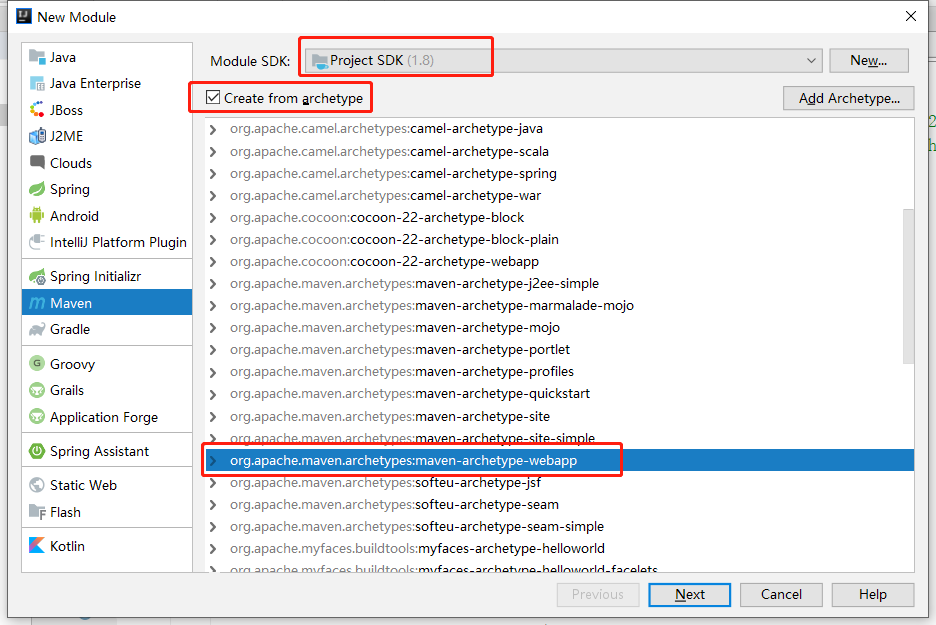 New Module
Java
Java Enterprise
JBoss
J2ME
Clouds
Spring
Android
IntelliJ Platform Plugin
Spring Initializr
Maven
Gradle
Groovy
Grails
Application Forge
Spring Assistant
Static Web
Flash
Kotlin
Module SDK:
Project SDK (1.8)
New...
Create from archetype
Add Archetype...
org.apache.camel.archetypes:camel-archetype-java
org.apache.camel.archetypes:camel-archetype-scala
org.apache.camel.archetypes:camel-archetype-spring
org.apache.camel.archetypes:camel-archetype-war
org.apache.cocoon:cocoon-22-archetype-block
org.apache.cocoon:cocoon-22-archetype-block-plain
org.apache.cocoon:cocoon-22-archetype-webapp
org.apache.maven.archetypes:maven-archetype-j2ee-simple
org.apache.maven.archetypes:maven-archetype-marmalade-mojo
org.apache.maven.archetypes:maven-archetype-mojo
org.apache.maven.archetypes:maven-archetype-portlet
org.apache.maven.archetypes:maven-archetype-profiles
org.apache.maven.archetypes:maven-archetype-quickstart
org.apache.maven.archetypes:maven-archetype-site
org.apache.maven.archetypes:maven-archetype-site-simple
org.apache.maven.archetypes:maven-archetype-webapp
org.apache.maven.archetypes:softeu-archetype-jsf
org.apache.maven.archetypes:softeu-archetype-seam
org.apache.maven.archetypes:softeu-archetype-seam-simple
org.apache.myfaces.buildtools:myfaces-archetype-helloworld
org.apache.myfaces.buildtools:myfaces-archetype-helloworld-facelets
Previous
Next
Cancel
Help